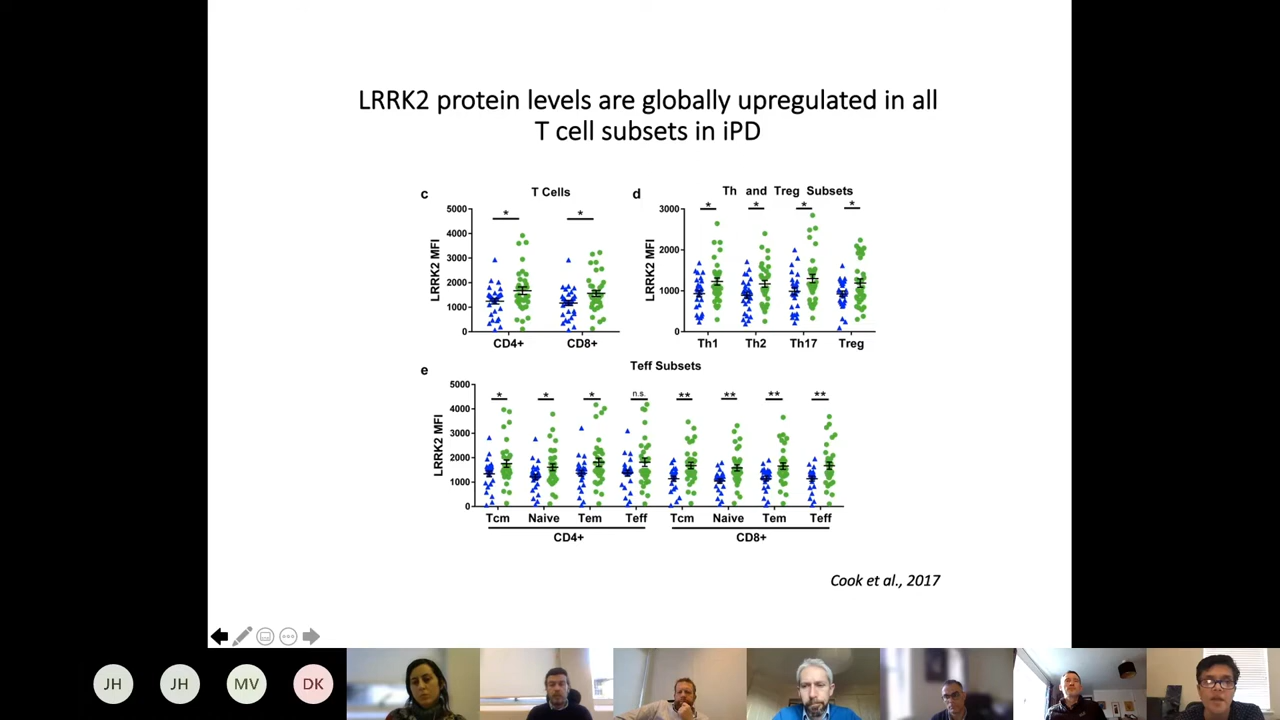 LRRK2 protein levels are globally upregulated in all
T cell subsets in iPD
c
T Cells
5000
4000
3000
2000
1000
0
LRRK2 MFI
*
*
CD4+
CD8+
d
Th and Treg Subsets
3000
2000
1000
0
LRRK2 MFI
*
*
*
*
Th1
Th2
Th17
Treg
e
Teff Subsets
5000
4000
3000
2000
1000
0
LRRK2 MFI
*
*
*
n.s.
**
**
**
**
Tcm
Naive
Tem
Teff
Tcm
Naive
Tem
Teff
CD4+
CD8+
Cook et al., 2017
JH
JH
MV
DK